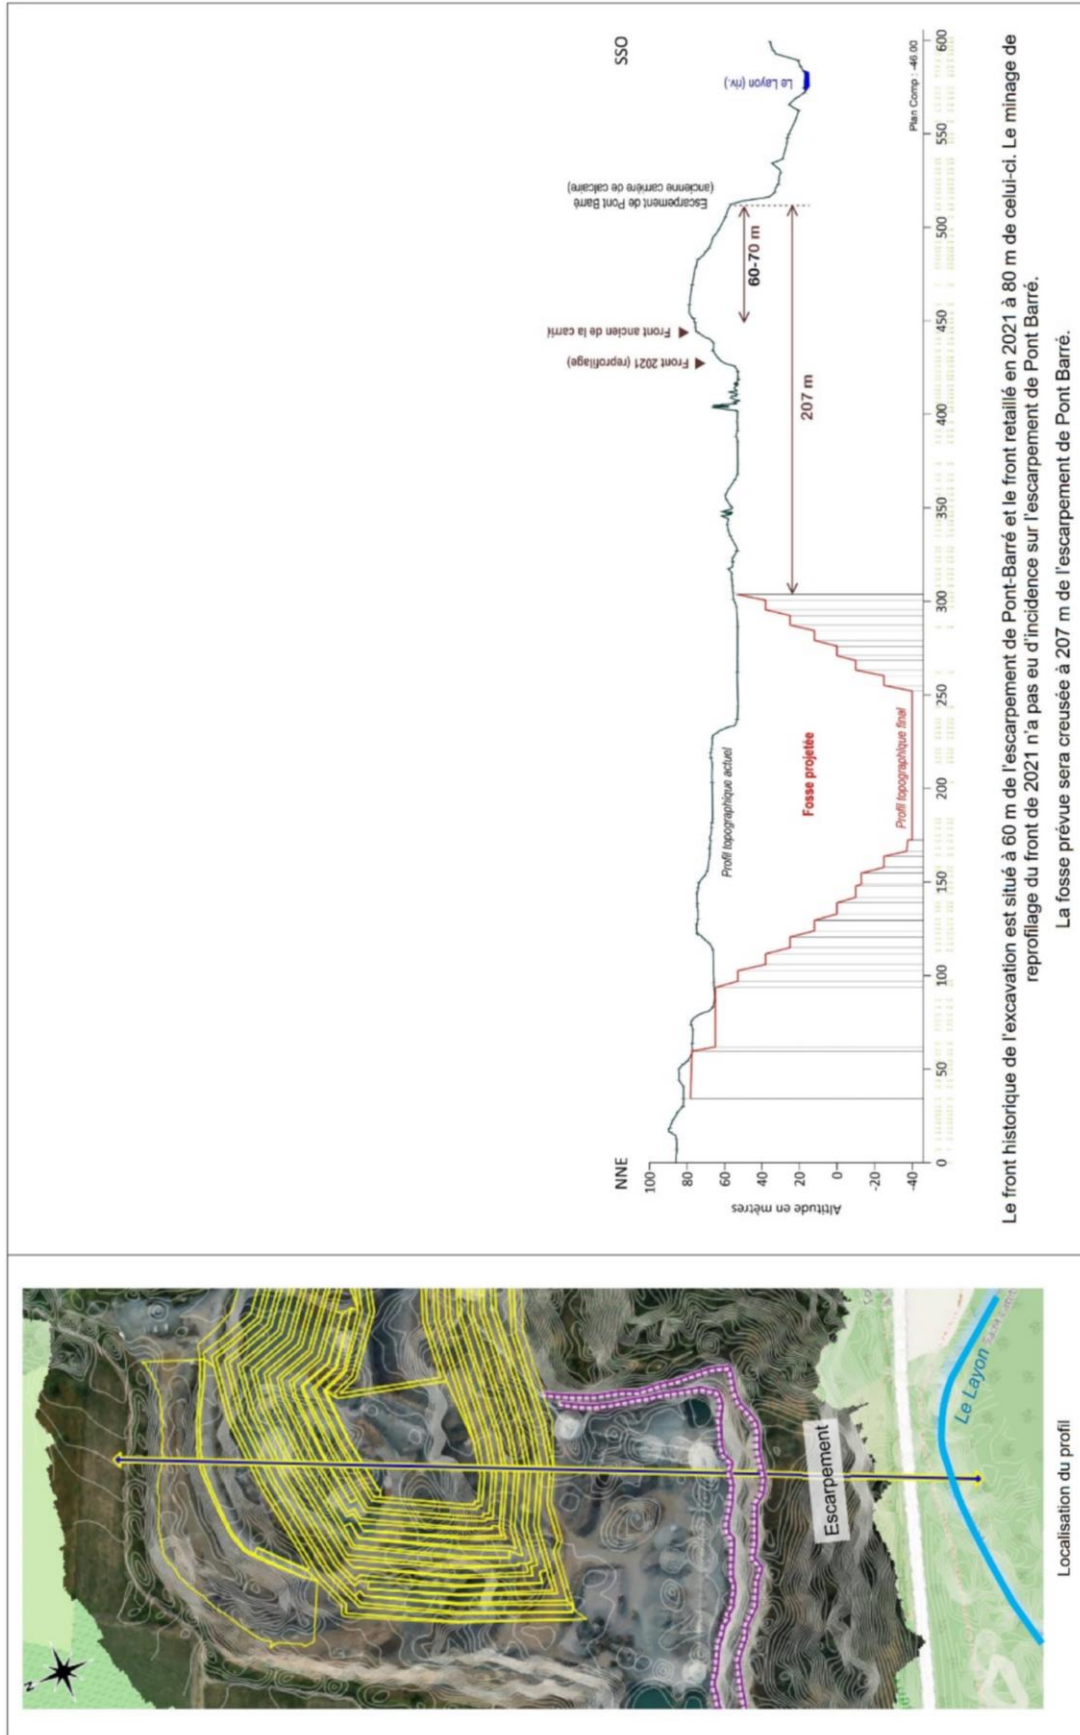 NNE
SSO
100
80
60
40
20
0
-20
-40
Altitude en mètres
0
50
100
150
200
250
300
350
400
450
500
550
600
Plan Comp : -46.00
Profil topographique actuel
Fosse projetée
Profil topographique final
207 m
60-70 m
Front 2021 (reprofilage)
Front ancien de la carriè
Escarpement de Pont Barré
(ancienne carrière de calcaire)
Le Layon (riv.)
Le front historique de l'excavation est situé à 60 m de l'escarpement de Pont-Barré et le front retaillé en 2021 à 80 m de celui-ci. Le minage de
reprofilage du front de 2021 n'a pas eu d'incidence sur l'escarpement de Pont Barré.
La fosse prévue sera creusée à 207 m de l'escarpement de Pont Barré.
N
Escarpement
Le Layon
Localisation du profil